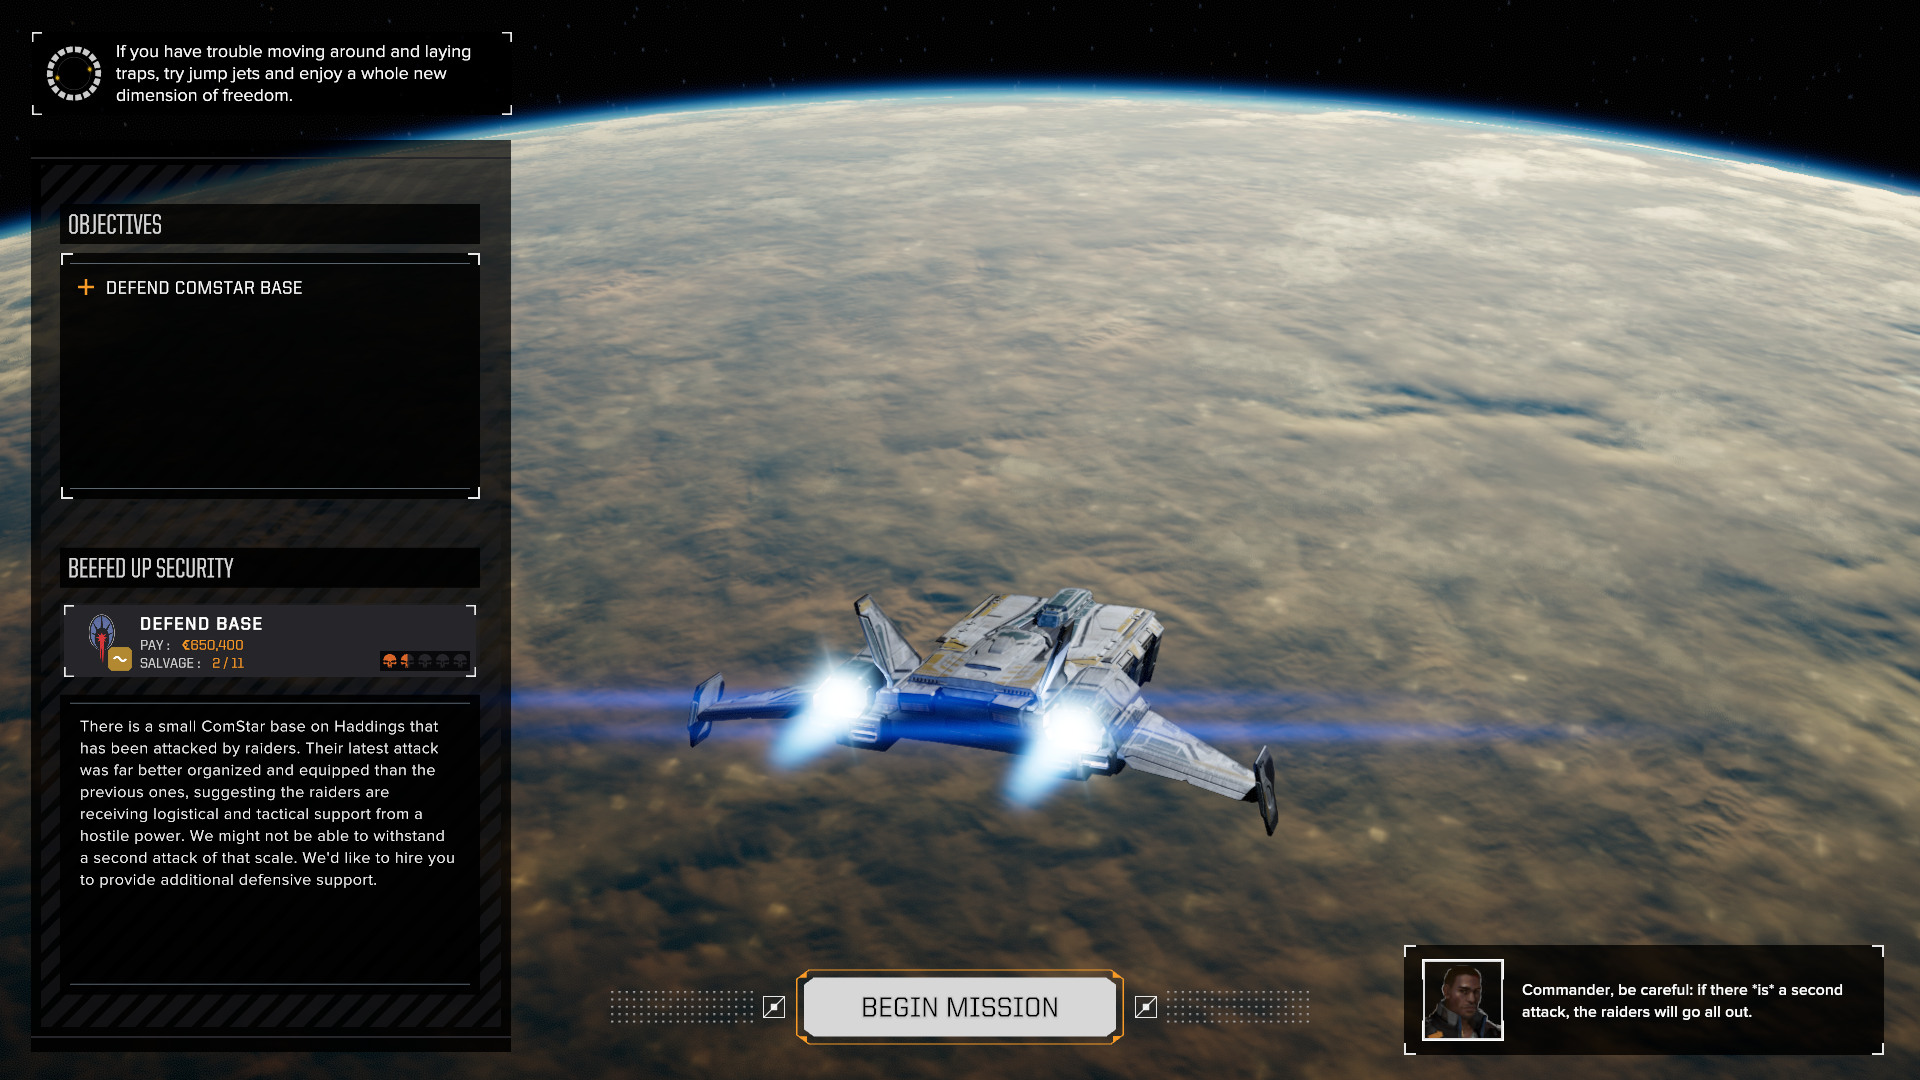 If you have trouble moving around and laying
traps, try jump jets and enjoy a whole new
dimension of freedom.
OBJECTIVES
DEFEND COMSTAR BASE
BEEFED UP SECURITY
DEFEND BASE
PAY: ₡650,400
SALVAGE: 2 / 11
There is a small ComStar base on Haddings that
has been attacked by raiders. Their latest attack
was far better organized and equipped than the
previous ones, suggesting the raiders are
receiving logistical and tactical support from a
hostile power. We might not be able to withstand
a second attack of that scale. We'd like to hire you
to provide additional defensive support.
BEGIN MISSION
Commander, be careful: if there *is* a second
attack, the raiders will go all out.